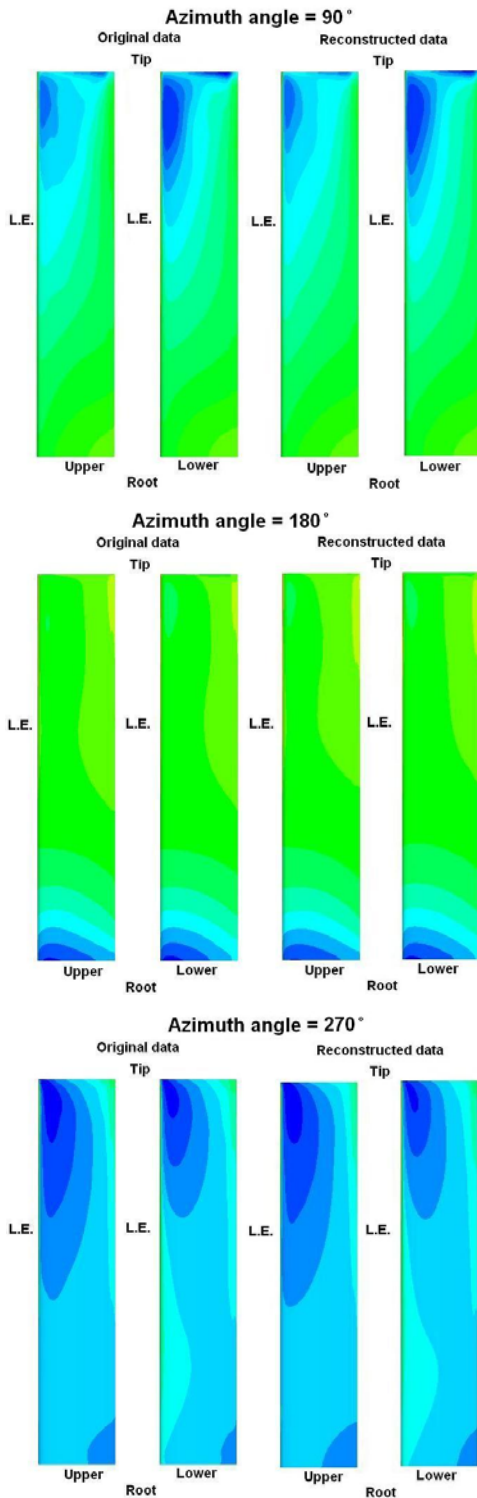 Azimuth angle = 90°
Original data Reconstructed data
Tip Tip
L.E. L.E. L.E. L.E.
Upper Lower Upper Lower
Root Root
Azimuth angle = 180°
Original data Reconstructed data
Tip Tip
L.E. L.E. L.E. L.E.
Upper Lower Upper Lower
Root Root
Azimuth angle = 270°
Original data Reconstructed data
Tip Tip
L.E. L.E. L.E. L.E.
Upper Lower Upper Lower
Root Root